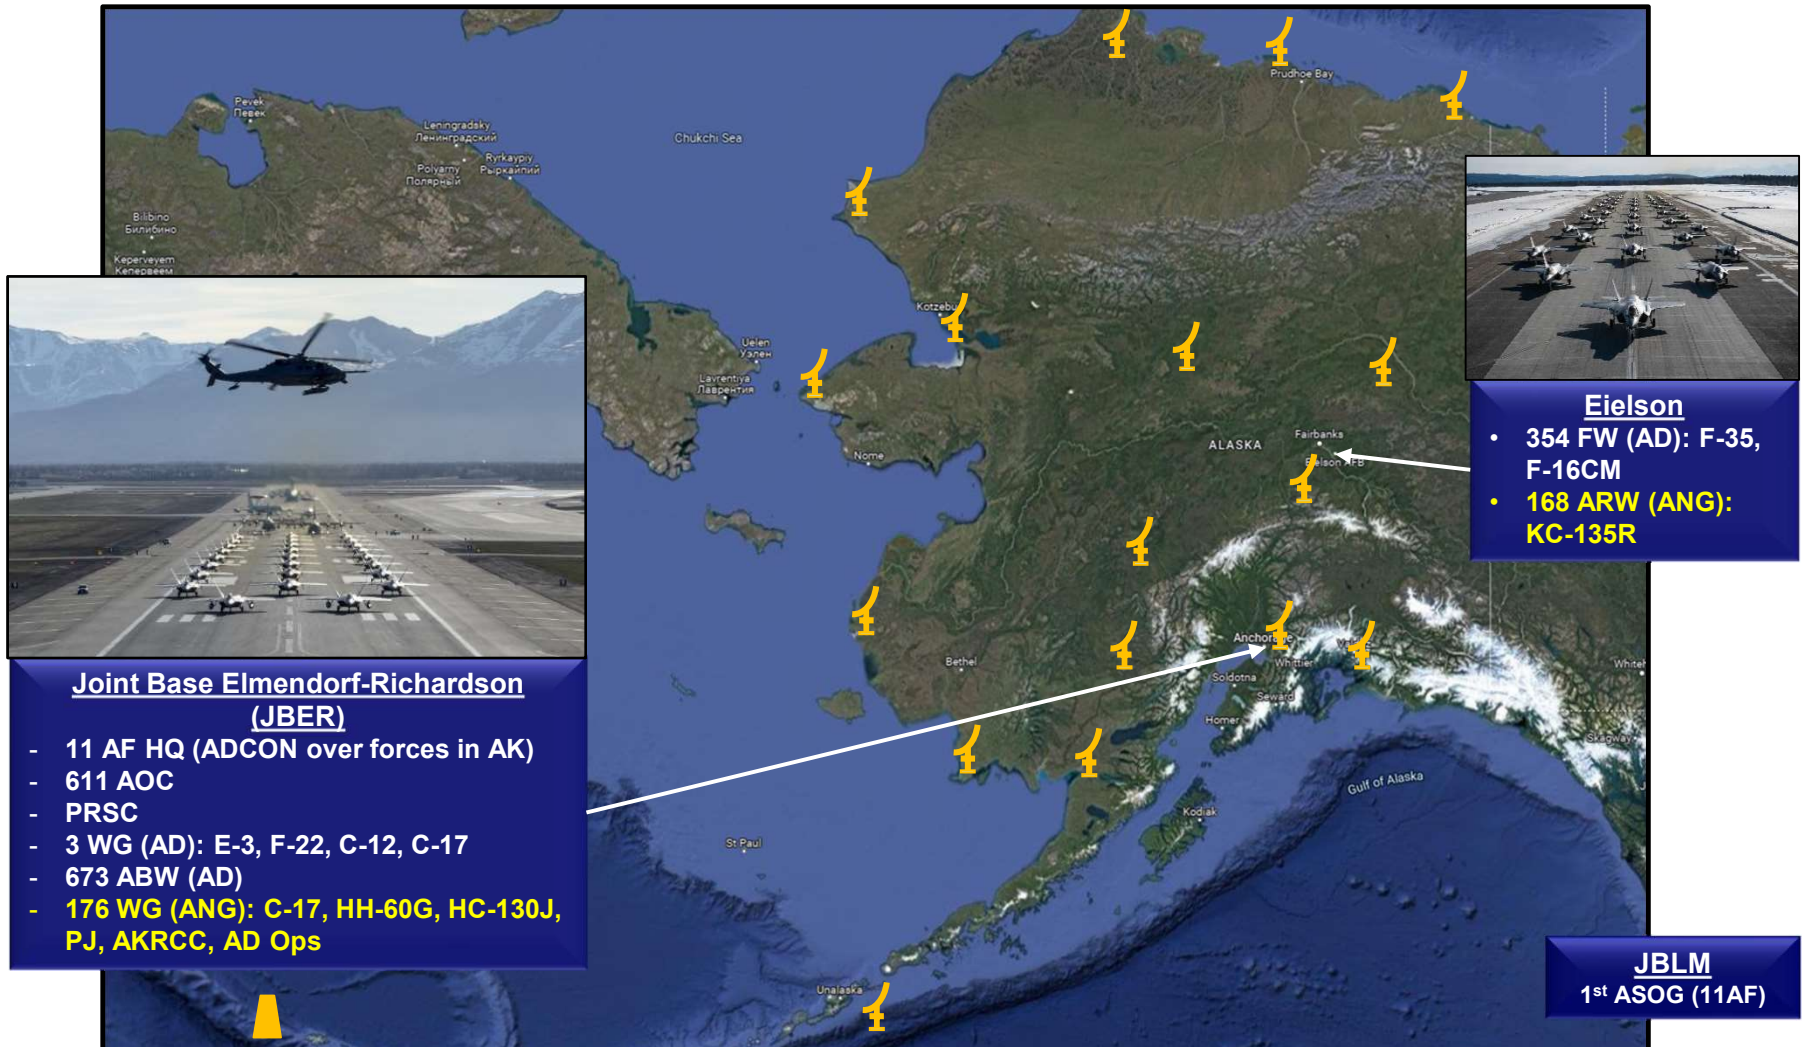 Pevek
Певек
Leningradsky
Ленинградский
Polyarny
Полярный
Ryrkaypiy
Рыркайпий
Bilibino
Билибино
Keperveyem
Кепервеем
Chukchi Sea
Prudhoe Bay
Uelen
Уэлен
Lavrentiya
Лаврентия
Kotzebu
Nome
ALASKA
Fairbanks
Eielson AFB
Bethel
Anchorage
Whittier
Soldotna
Seward
Homer
Kodiak
Gulf of Alaska
Skagway
Whiteh
St Paul
Unalaska
Eielson
• 354 FW (AD): F-35,
F-16CM
• 168 ARW (ANG):
KC-135R
Joint Base Elmendorf-Richardson
(JBER)
- 11 AF HQ (ADCON over forces in AK)
- 611 AOC
- PRSC
- 3 WG (AD): E-3, F-22, C-12, C-17
- 673 ABW (AD)
- 176 WG (ANG): C-17, HH-60G, HC-130J,
PJ, AKRCC, AD Ops
JBLM
1st ASOG (11AF)